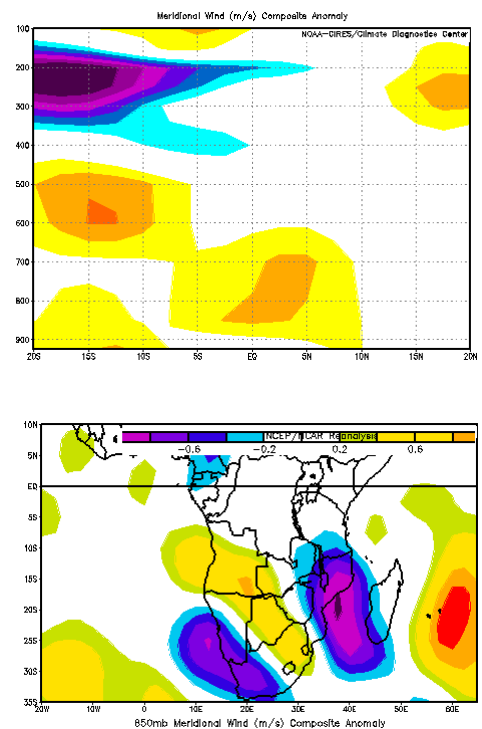 Meridional Wind (m/s) Composite Anomaly
NOAA-CIRES/Climate Diagnostics Center
100
200
300
400
500
600
700
800
900
20S 15S 10S 5S EQ 5N 10N 15N 20N
NCEP/NCAR Reanalysis
-0.6 -0.2 0.2 0.6
10N
5N
EQ
5S
10S
15S
20S
25S
30S
35S
20W 10W 0 10E 20E 30E 40E 50E 60E
850mb Meridional Wind (m/s) Composite Anomaly